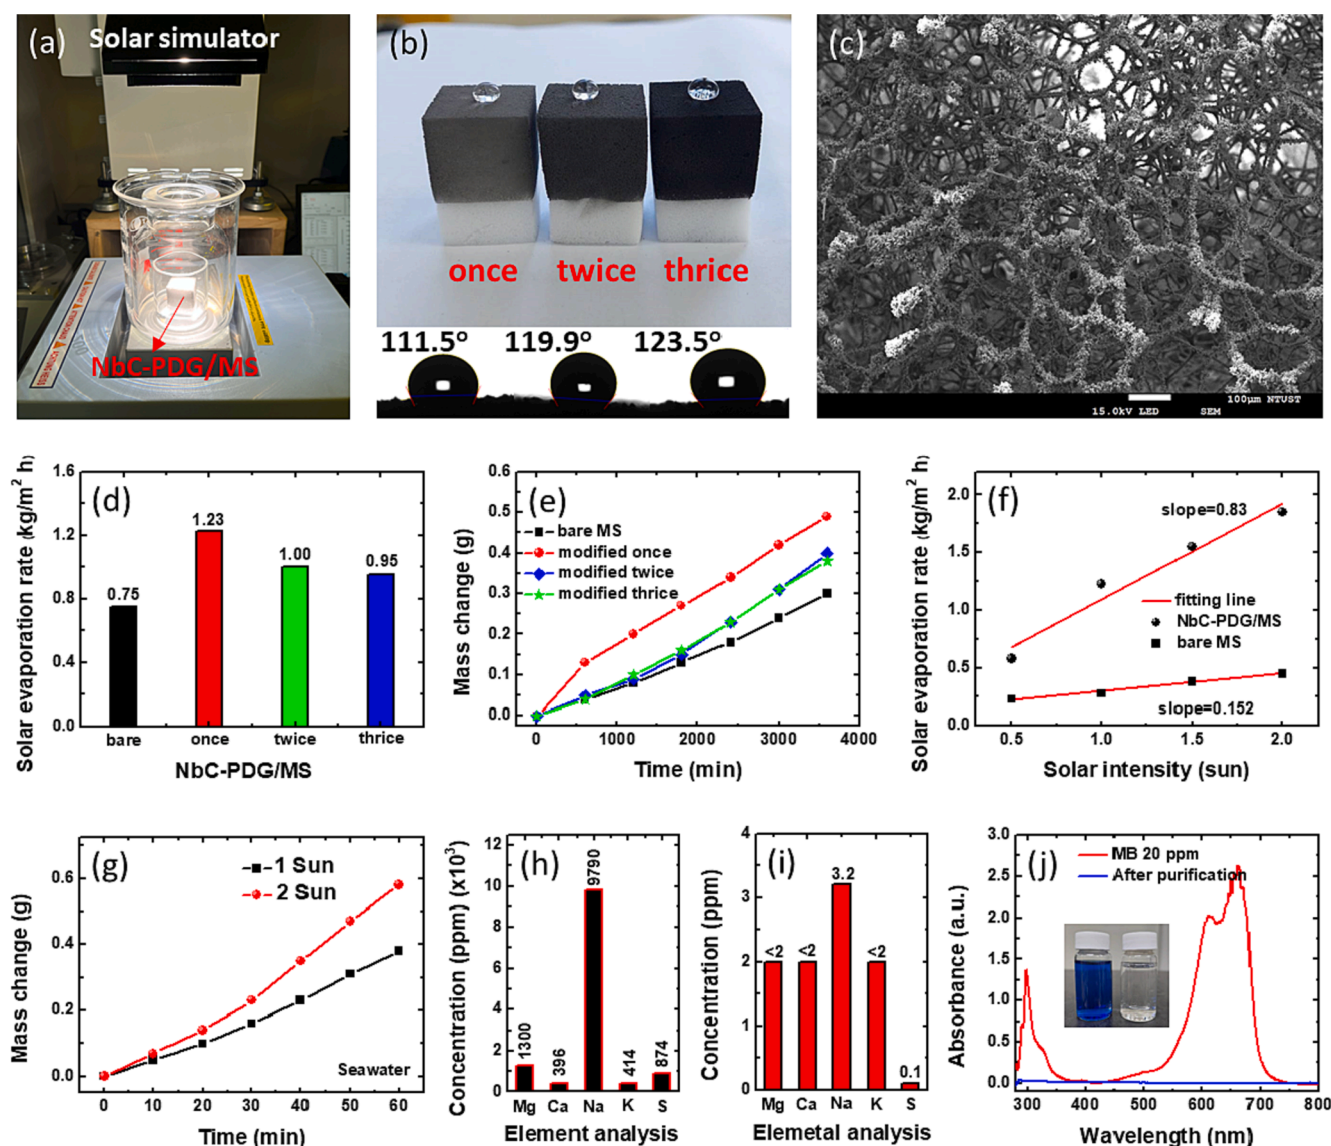 (a)
Solar simulator
NbC-PDG/MS
(b)
once twice thrice
111.5° 119.9° 123.5°
(c)
100μm NTUST
15.0kV LED SEM
(d)
Solar evaporation rate (kg/m² h)
1.6
1.2
0.8
0.4
0.0
0.75
1.23
1.00
0.95
bare once twice thrice
NbC-PDG/MS
(e)
Mass change (g)
0.6
0.5
0.4
0.3
0.2
0.1
0.0
bare MS
modified once
modified twice
modified thrice
0 1000 2000 3000 4000
Time (min)
(f)
Solar evaporation rate (kg/m² h)
2.0
1.5
1.0
0.5
0.0
slope=0.83
fitting line
NbC-PDG/MS
bare MS
slope=0.152
0.5 1.0 1.5 2.0
Solar intensity (sun)
(g)
Mass change (g)
0.6
0.4
0.2
0.0
1 Sun
2 Sun
Seawater
0 10 20 30 40 50 60
Time (min)
(h)
Concentration (ppm) (x10³)
12
10
8
6
4
2
0
1300
396
9790
414
874
Mg Ca Na K S
Element analysis
(i)
Concentration (ppm)
4
3
2
1
0
<2
<2
3.2
<2
0.1
Mg Ca Na K S
Elemetal analysis
(j)
Absorbance (a.u.)
3.0
2.5
2.0
1.5
1.0
0.5
0.0
MB 20 ppm
After purification
300 400 500 600 700 800
Wavelength (nm)